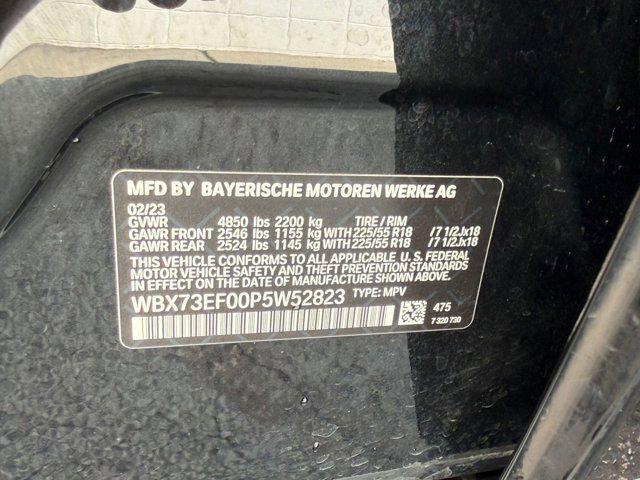 MFD BY BAYERISCHE MOTOREN WERKE AG
02/23
GVWR 4850 lbs 2200 kg TIRE / RIM
GAWR FRONT 2546 lbs 1155 kg WITH 225/55 R18 /7 1/2Jx18
GAWR REAR 2524 lbs 1145 kg WITH 225/55 R18 /7 1/2Jx18
THIS VEHICLE CONFORMS TO ALL APPLICABLE U. S. FEDERAL
MOTOR VEHICLE SAFETY AND THEFT PREVENTION STANDARDS
IN EFFECT ON THE DATE OF MANUFACTURE SHOWN ABOVE.
WBX73EF00P5W52823 TYPE: MPV
475
7 320 730